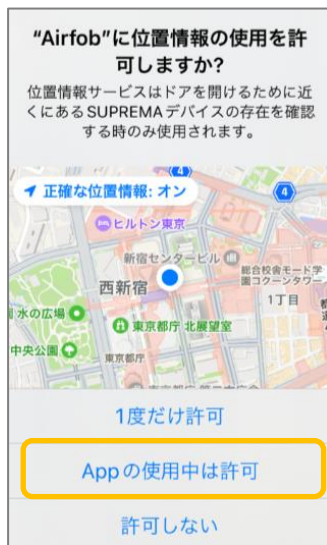 “Airfob”に位置情報の使用を許
可しますか?
位置情報サービスはドアを開けるために近
くにあるSUPREMAデバイスの存在を確認
する時のみ使用されます。
正確な位置情報: オン
4
4
ヒルトン東京
新宿センタービル
総合校舎モード学
園コクーンタワー
西新宿
1丁目
水の広場
東京都庁 北展望室
中央公園
東京都庁
1度だけ許可
Appの使用中は許可
許可しない